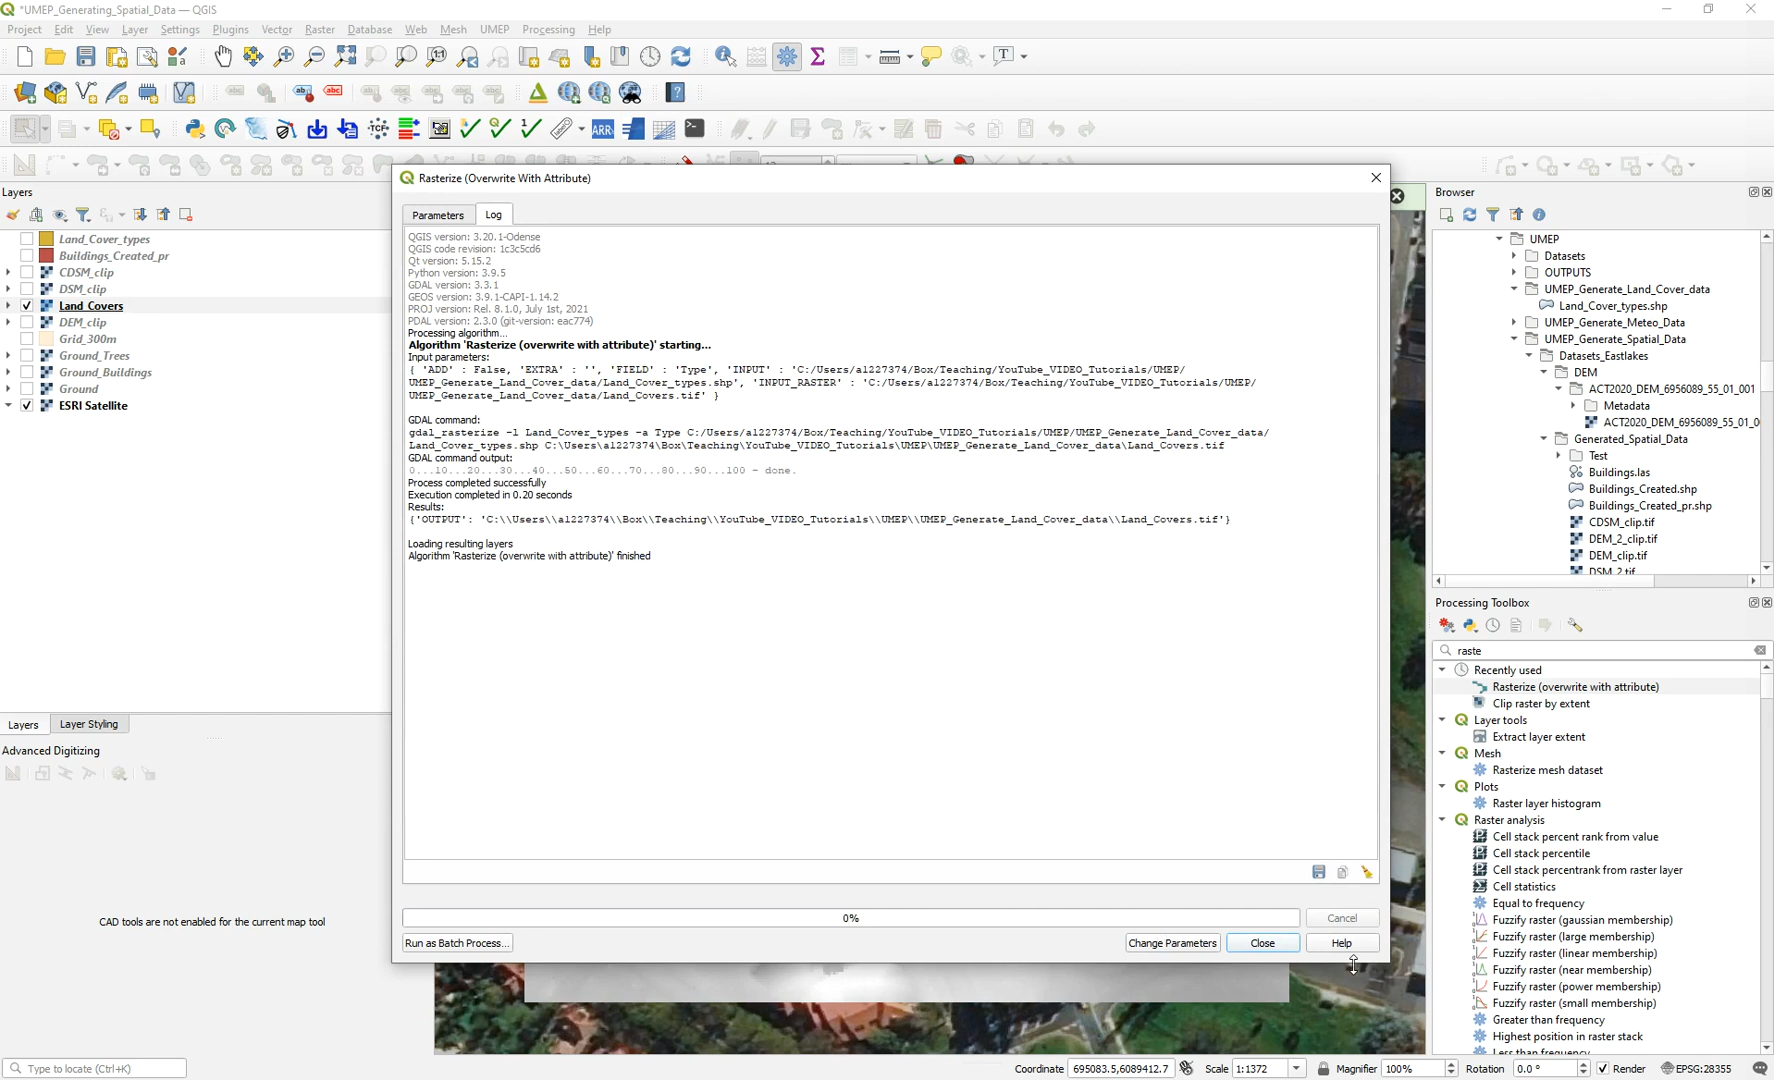 *UMEP_Generating_Spatial_Data — QGIS
Project Edit View Layer Settings Plugins Vector Raster Database Web Mesh UMEP Processing Help
Layers
Land_Cover_types
Buildings_Created_pr
CDSM_clip
DSM_clip
Land_Covers
DEM_clip
Grid_300m
Ground_Trees
Ground_Buildings
Ground
ESRI Satellite
Layers Layer Styling
Advanced Digitizing
CAD tools are not enabled for the current map tool
Rasterize (Overwrite With Attribute)
Parameters Log
QGIS version: 3.20.1-Odense
QGIS code revision: 1c3c5cd6
Qt version: 5.15.2
Python version: 3.9.5
GDAL version: 3.3.1
GEOS version: 3.9.1-CAPI-1.14.2
PROJ version: Rel. 8.1.0, July 1st, 2021
PDAL version: 2.3.0 (git-version: eac774)
Processing algorithm…
Algorithm 'Rasterize (overwrite with attribute)' starting…
Input parameters:
{ 'ADD' : False, 'EXTRA' : '', 'FIELD' : 'Type', 'INPUT' : 'C:/Users/a1227374/Box/Teaching/YouTube_VIDEO_Tutorials/UMEP/
UMEP_Generate_Land_Cover_data/Land_Cover_types.shp', 'INPUT_RASTER' : 'C:/Users/a1227374/Box/Teaching/YouTube_VIDEO_Tutorials/UMEP/
UMEP_Generate_Land_Cover_data/Land_Covers.tif' }
GDAL command:
gdal_rasterize -l Land_Cover_types -a Type C:/Users/a1227374/Box/Teaching/YouTube_VIDEO_Tutorials/UMEP/UMEP_Generate_Land_Cover_data/
Land_Cover_types.shp C:\Users\a1227374\Box\Teaching\YouTube_VIDEO_Tutorials\UMEP\UMEP_Generate_Land_Cover_data\Land_Covers.tif
GDAL command output:
0...10...20...30...40...50...60...70...80...90...100 - done.
Process completed successfully
Execution completed in 0.20 seconds
Results:
{'OUTPUT': 'C:\\Users\\a1227374\\Box\\Teaching\\YouTube_VIDEO_Tutorials\\UMEP\\UMEP_Generate_Land_Cover_data\\Land_Covers.tif'}
Loading resulting layers
Algorithm 'Rasterize (overwrite with attribute)' finished
0% Cancel
Run as Batch Process… Change Parameters Close Help
Browser
UMEP
Datasets
OUTPUTS
UMEP_Generate_Land_Cover_data
Land_Cover_types.shp
UMEP_Generate_Meteo_Data
UMEP_Generate_Spatial_Data
Datasets_Eastlakes
DEM
ACT2020_DEM_6956089_55_01_001
Metadata
ACT2020_DEM_6956089_55_01_0
Generated_Spatial_Data
Test
Buildings.las
Buildings_Created.shp
Buildings_Created_pr.shp
CDSM_clip.tif
DEM_2_clip.tif
DEM_clip.tif
DSM_2.tif
Processing Toolbox
raste
Recently used
Rasterize (overwrite with attribute)
Clip raster by extent
Layer tools
Extract layer extent
Mesh
Rasterize mesh dataset
Plots
Raster layer histogram
Raster analysis
Cell stack percent rank from value
Cell stack percentile
Cell stack percentrank from raster layer
Cell statistics
Equal to frequency
Fuzzify raster (gaussian membership)
Fuzzify raster (large membership)
Fuzzify raster (linear membership)
Fuzzify raster (near membership)
Fuzzify raster (power membership)
Fuzzify raster (small membership)
Greater than frequency
Highest position in raster stack
Less than frequency
Type to locate (Ctrl+K) Coordinate 695083.5,6089412.7 Scale 1:1372 Magnifier 100% Rotation 0.0 ° Render EPSG:28355